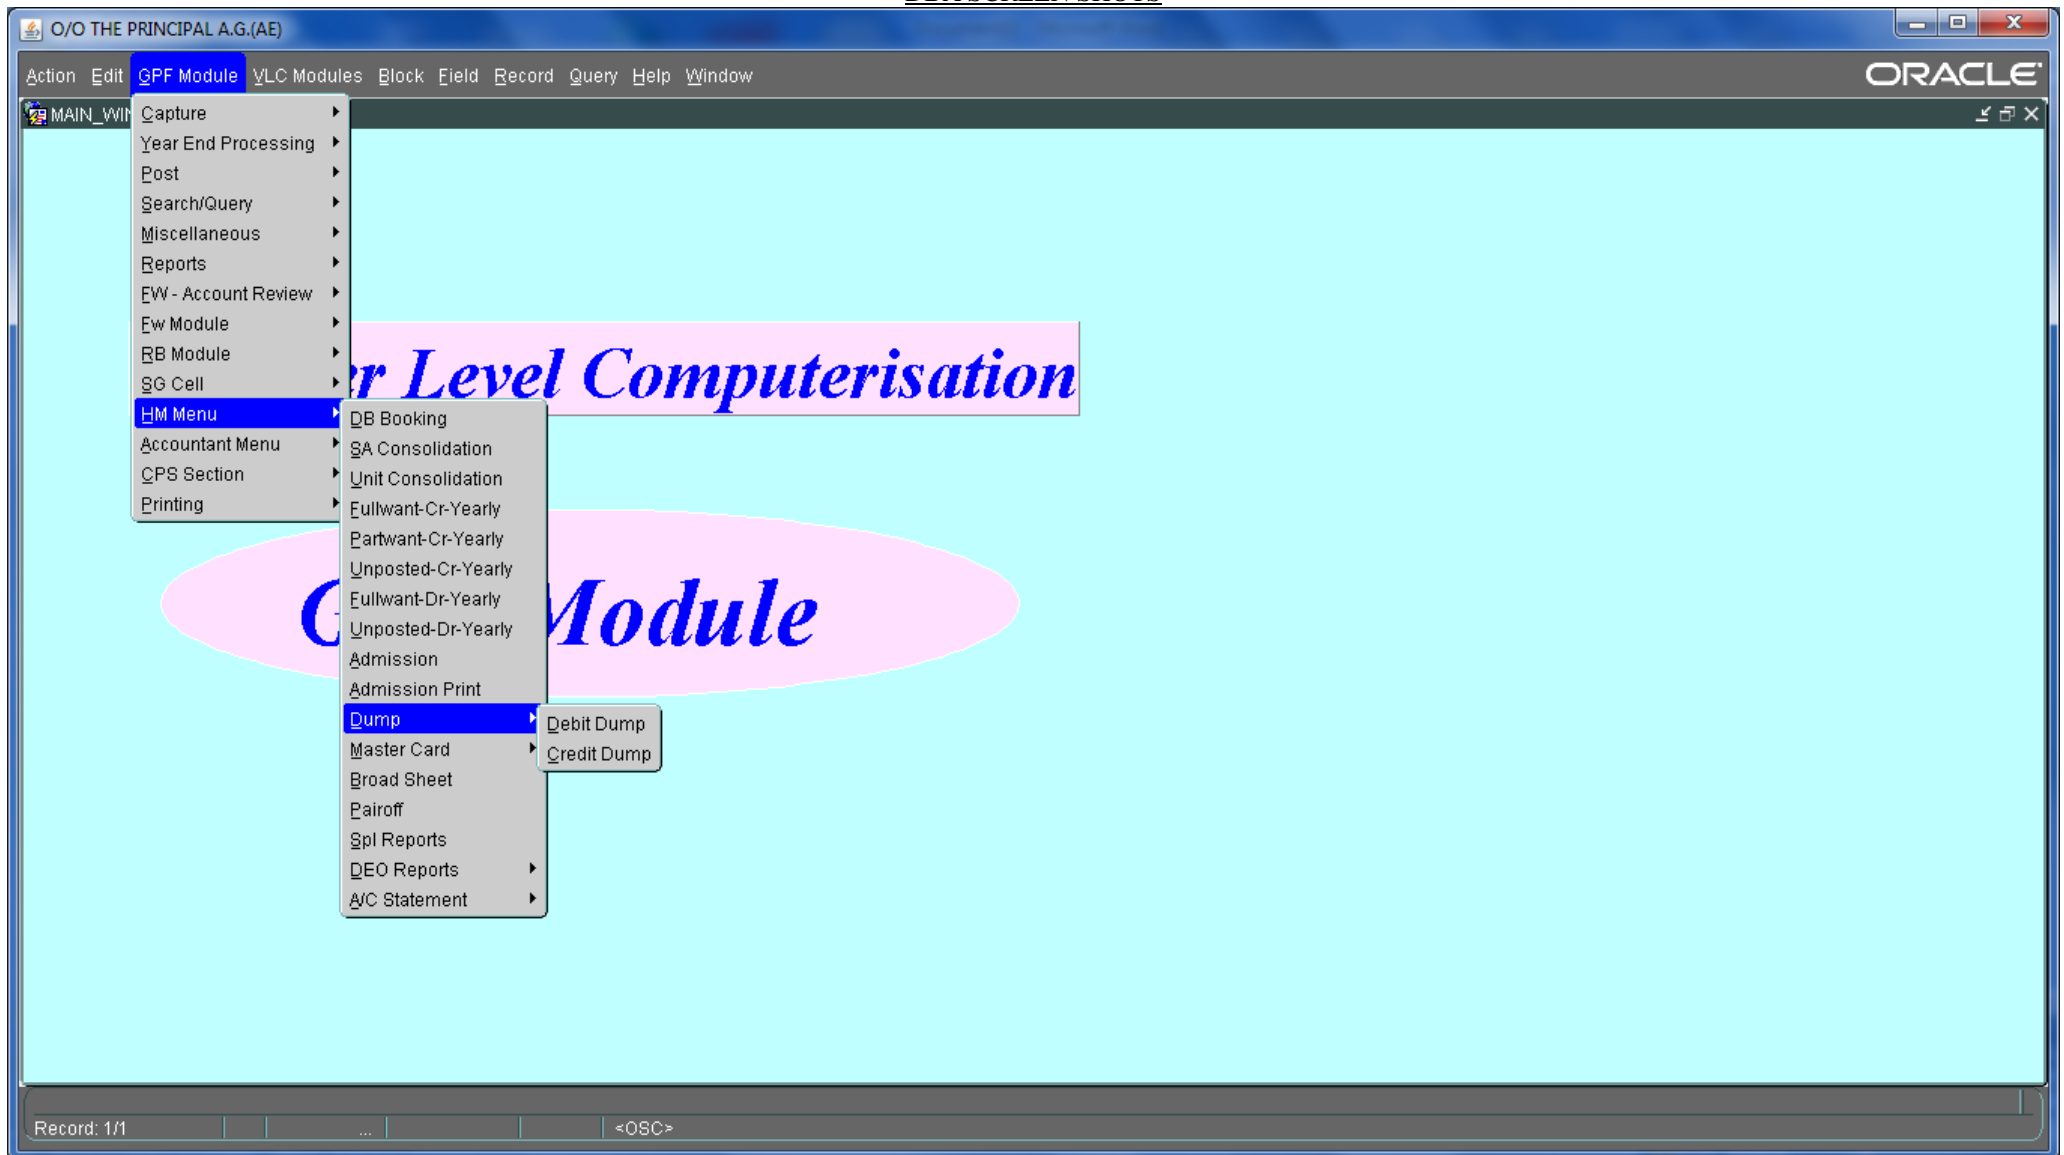 O/O THE PRINCIPAL A.G.(AE)
Action Edit GPF Module VLC Modules Block Field Record Query Help Window
ORACLE
MAIN_WIN
Capture
Year End Processing
Post
Search/Query
Miscellaneous
Reports
FW - Account Review
Fw Module
RB Module
SG Cell
HM Menu
Accountant Menu
CPS Section
Printing
Level Computerisation
DB Booking
SA Consolidation
Unit Consolidation
Fullwant-Cr-Yearly
Partwant-Cr-Yearly
Unposted-Cr-Yearly
Fullwant-Dr-Yearly
Unposted-Dr-Yearly
Admission
Admission Print
Dump
Master Card
Broad Sheet
Pairoff
Spl Reports
DEO Reports
A/C Statement
Module
Debit Dump
Credit Dump
Record: 1/1 ... <OSC>